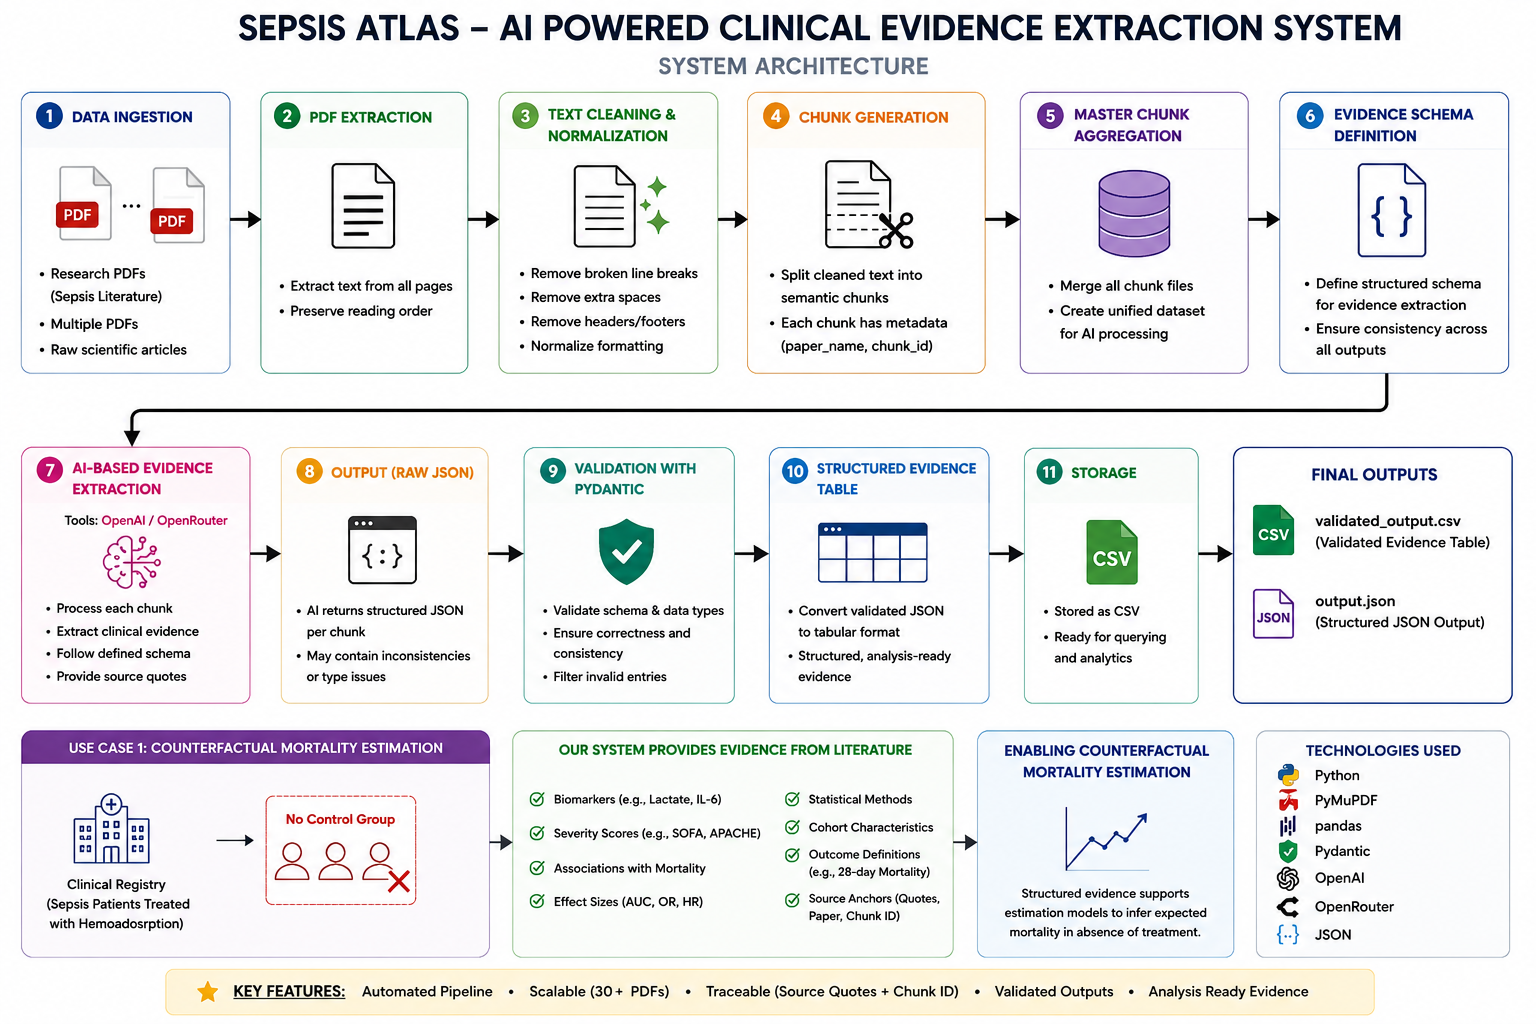 SEPSIS ATLAS – AI POWERED CLINICAL EVIDENCE EXTRACTION SYSTEM
SYSTEM ARCHITECTURE
1 DATA INGESTION
PDF ... PDF
• Research PDFs
(Sepsis Literature)
• Multiple PDFs
• Raw scientific articles
2 PDF EXTRACTION
• Extract text from all pages
• Preserve reading order
3 TEXT CLEANING &
NORMALIZATION
• Remove broken line breaks
• Remove extra spaces
• Remove headers/footers
• Normalize formatting
4 CHUNK GENERATION
• Split cleaned text into
semantic chunks
• Each chunk has metadata
(paper_name, chunk_id)
5 MASTER CHUNK
AGGREGATION
• Merge all chunk files
• Create unified dataset
for AI processing
6 EVIDENCE SCHEMA
DEFINITION
{ }
• Define structured schema
for evidence extraction
• Ensure consistency across
all outputs
7 AI-BASED EVIDENCE
EXTRACTION
Tools: OpenAI / OpenRouter
• Process each chunk
• Extract clinical evidence
• Follow defined schema
• Provide source quotes
8 OUTPUT (RAW JSON)
{:}
• AI returns structured JSON
per chunk
• May contain inconsistencies
or type issues
9 VALIDATION WITH
PYDANTIC
• Validate schema & data types
• Ensure correctness and
consistency
• Filter invalid entries
10 STRUCTURED EVIDENCE
TABLE
• Convert validated JSON
to tabular format
• Structured, analysis-ready
evidence
11 STORAGE
CSV
• Stored as CSV
• Ready for querying
and analytics
FINAL OUTPUTS
CSV
validated_output.csv
(Validated Evidence Table)
JSON
output.json
(Structured JSON Output)
USE CASE 1: COUNTERFACTUAL MORTALITY ESTIMATION
Clinical Registry
(Sepsis Patients Treated
with Hemoadosrption)
No Control Group
OUR SYSTEM PROVIDES EVIDENCE FROM LITERATURE
Biomarkers (e.g., Lactate, IL-6)
Severity Scores (e.g., SOFA, APACHE)
Associations with Mortality
Effect Sizes (AUC, OR, HR)
Statistical Methods
Cohort Characteristics
Outcome Definitions
(e.g., 28-day Mortality)
Source Anchors (Quotes,
Paper, Chunk ID)
ENABLING COUNTERFACTUAL
MORTALITY ESTIMATION
Structured evidence supports
estimation models to infer expected
mortality in absence of treatment.
TECHNOLOGIES USED
Python
PyMuPDF
pandas
Pydantic
OpenAI
OpenRouter
{..} JSON
KEY FEATURES: Automated Pipeline • Scalable (30+ PDFs) • Traceable (Source Quotes + Chunk ID) • Validated Outputs • Analysis Ready Evidence